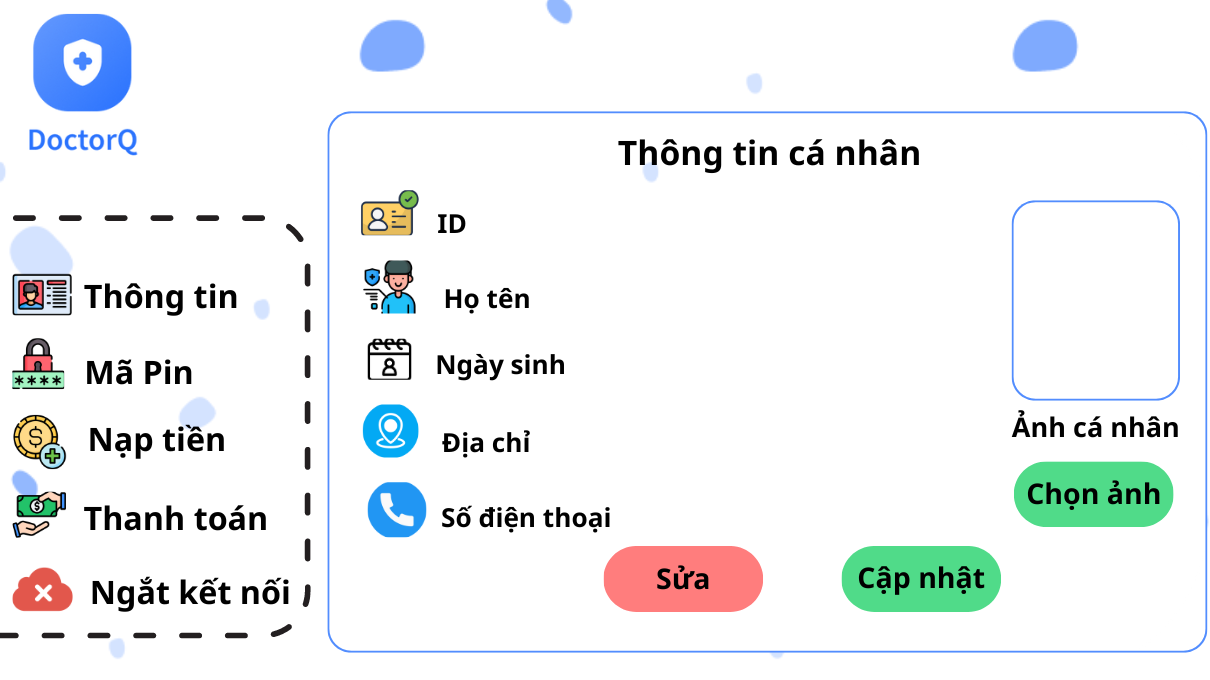 DoctorQ
Thông tin
Mã Pin
****
Nạp tiền
$
Thanh toán
$
Ngắt kết nối
Thông tin cá nhân
ID
Họ tên
Ngày sinh
Địa chỉ
Số điện thoại
Ảnh cá nhân
Chọn ảnh
Sửa
Cập nhật